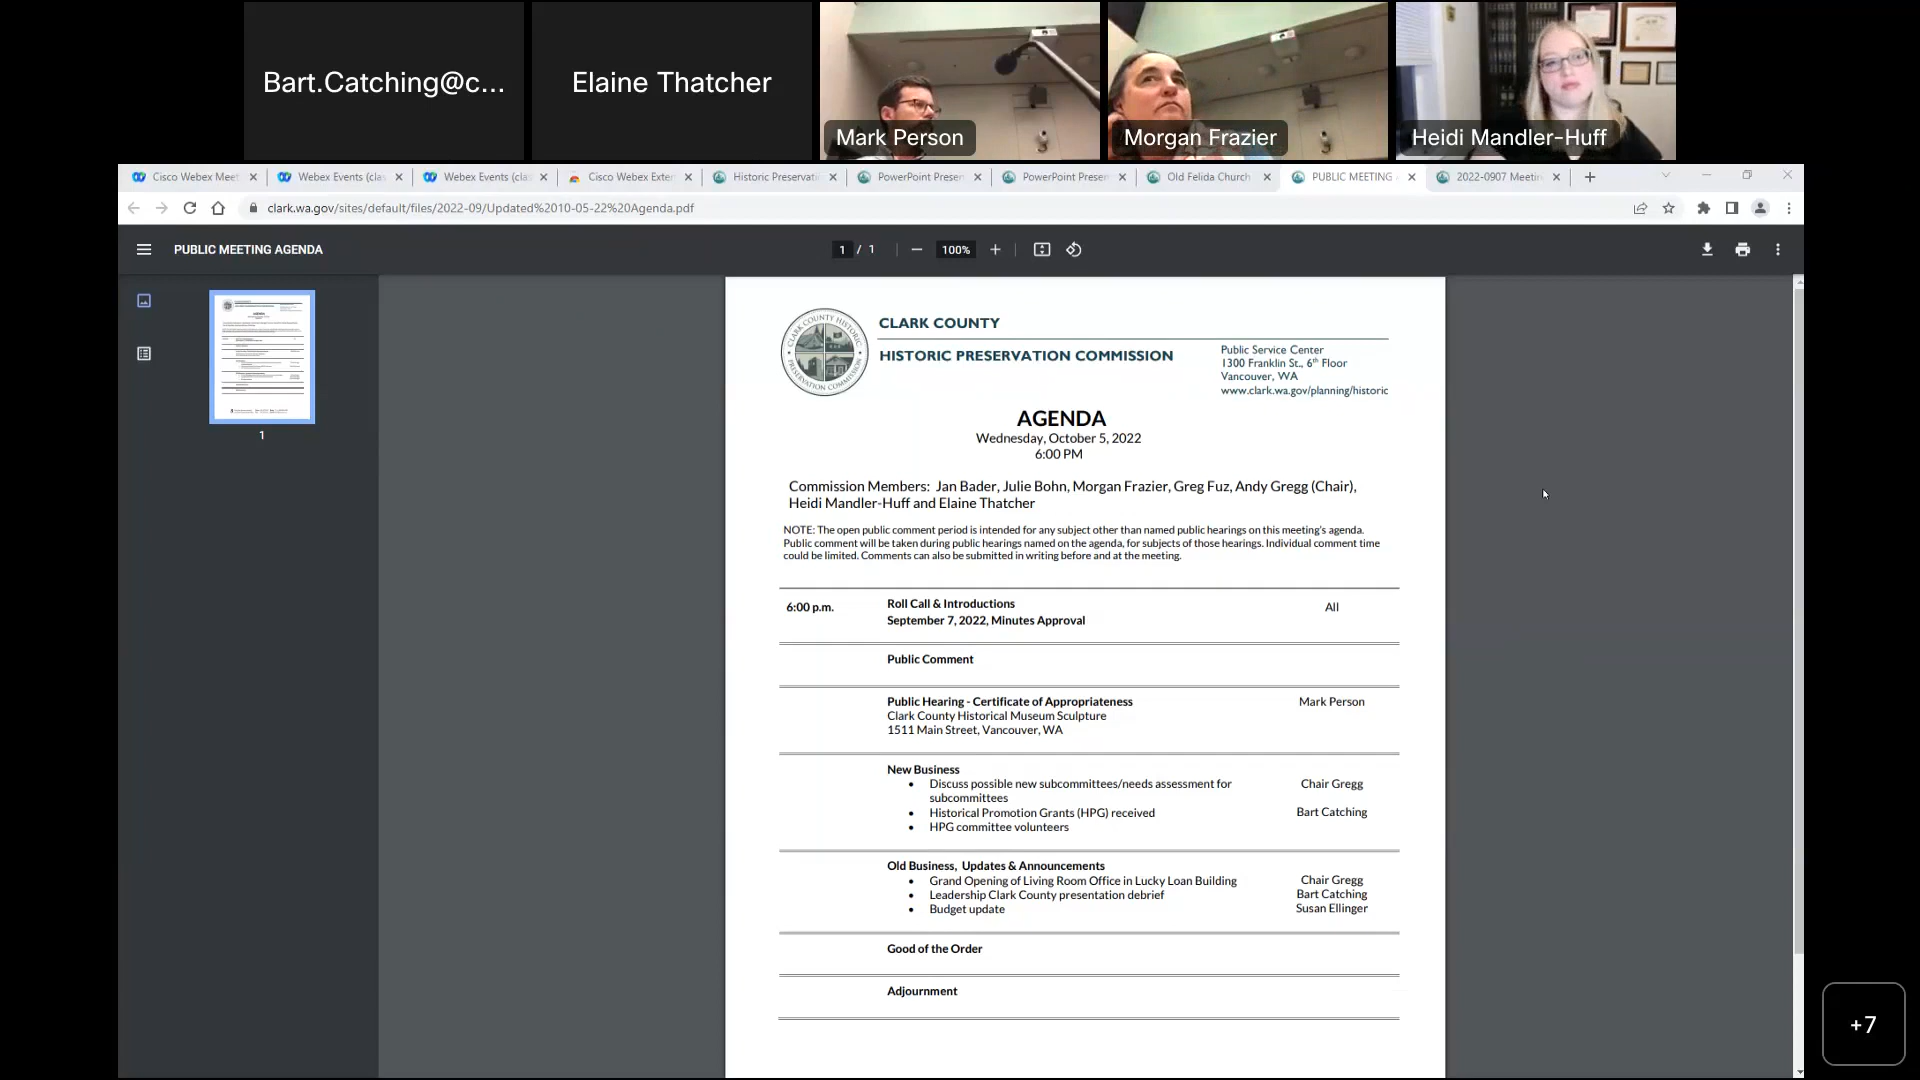 Bart.Catching@c...
Elaine Thatcher
Mark Person
Morgan Frazier
Heidi Mandler-Huff
Cisco Webex Meet
Webex Events (clas
Webex Events (clas
Cisco Webex Exter
Historic Preservati
PowerPoint Presen
PowerPoint Presen
Old Felida Church
PUBLIC MEETING
2022-0907 Meetin
clark.wa.gov/sites/default/files/2022-09/Updated%2010-05-22%20Agenda.pdf
PUBLIC MEETING AGENDA
1 / 1
100%
1
CLARK COUNTY HISTORIC
PRESERVATION COMMISSION
CLARK COUNTY
HISTORIC PRESERVATION COMMISSION
Public Service Center
1300 Franklin St., 6th Floor
Vancouver, WA
www.clark.wa.gov/planning/historic
AGENDA
Wednesday, October 5, 2022
6:00 PM
Commission Members: Jan Bader, Julie Bohn, Morgan Frazier, Greg Fuz, Andy Gregg (Chair),
Heidi Mandler-Huff and Elaine Thatcher
NOTE: The open public comment period is intended for any subject other than named public hearings on this meeting's agenda.
Public comment will be taken during public hearings named on the agenda, for subjects of those hearings. Individual comment time
could be limited. Comments can also be submitted in writing before and at the meeting.
6:00 p.m. Roll Call & Introductions All
September 7, 2022, Minutes Approval
Public Comment
Public Hearing - Certificate of Appropriateness Mark Person
Clark County Historical Museum Sculpture
1511 Main Street, Vancouver, WA
New Business
• Discuss possible new subcommittees/needs assessment for Chair Gregg
subcommittees
• Historical Promotion Grants (HPG) received Bart Catching
• HPG committee volunteers
Old Business, Updates & Announcements
• Grand Opening of Living Room Office in Lucky Loan Building Chair Gregg
• Leadership Clark County presentation debrief Bart Catching
• Budget update Susan Ellinger
Good of the Order
Adjournment
+7